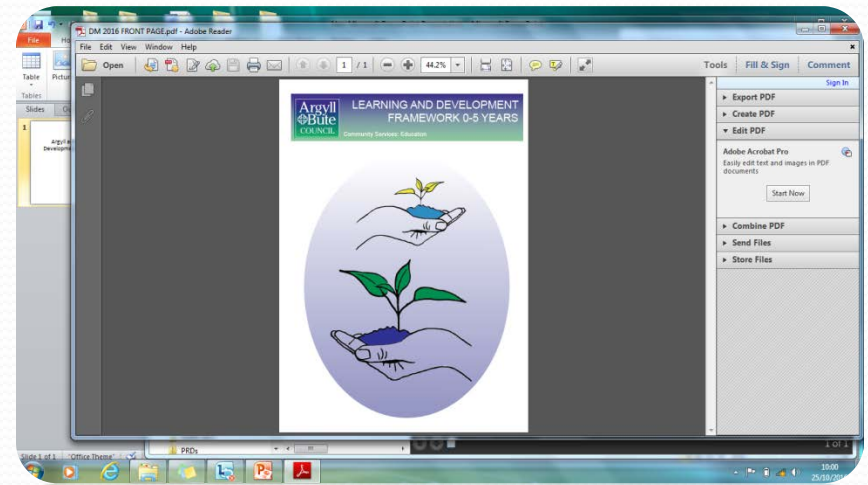 DM 2016 FRONT PAGE.pdf - Adobe Reader
File
File Edit View Window Help
Open
1 / 1
44.2%
Tools
Fill & Sign
Comment
Sign In
Table
Tables
Slides
1
Export PDF
Create PDF
Edit PDF
Adobe Acrobat Pro
Easily edit text and images in PDF
documents
Start Now
Combine PDF
Send Files
Store Files
Argyll
&Bute
COUNCIL
LEARNING AND DEVELOPMENT
FRAMEWORK 0-5 YEARS
Community Services: Education
PRDs
1 of 1
Slide 1 of 1
"Office Theme"
10:00